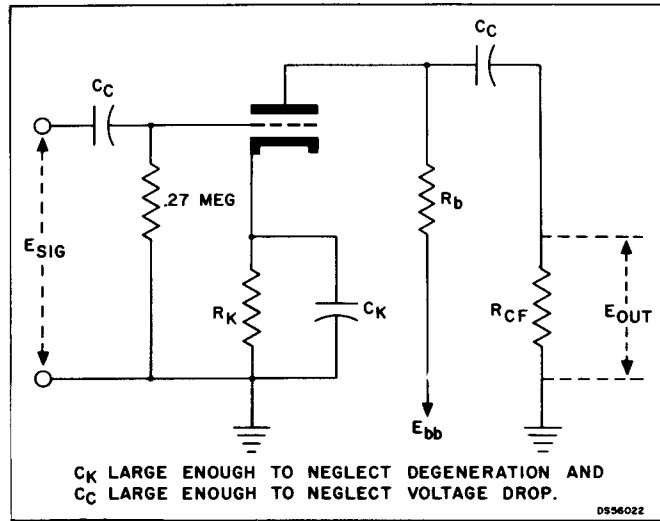 CC
CC
.27 MEG
Rb
ESIG
RK
CK
RCF
EOUT
Ebb
CK LARGE ENOUGH TO NEGLECT DEGENERATION AND
CC LARGE ENOUGH TO NEGLECT VOLTAGE DROP.
DS56022